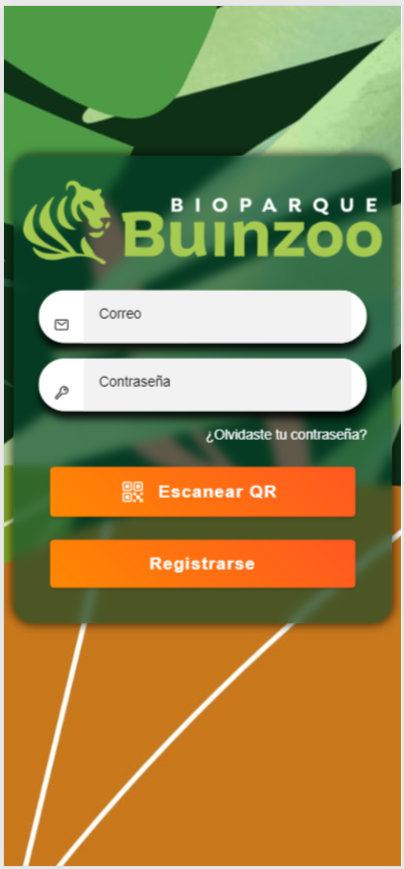 BIOPARQUE
Buinzoo
Correo
Contraseña
¿Olvidaste tu contraseña?
Escanear QR
Registrarse